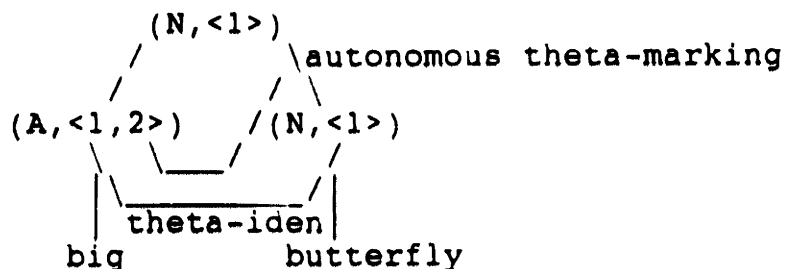 (N,<1>)
autonomous theta-marking
(A,<1,2>) (N,<1>)
theta-iden
big butterfly